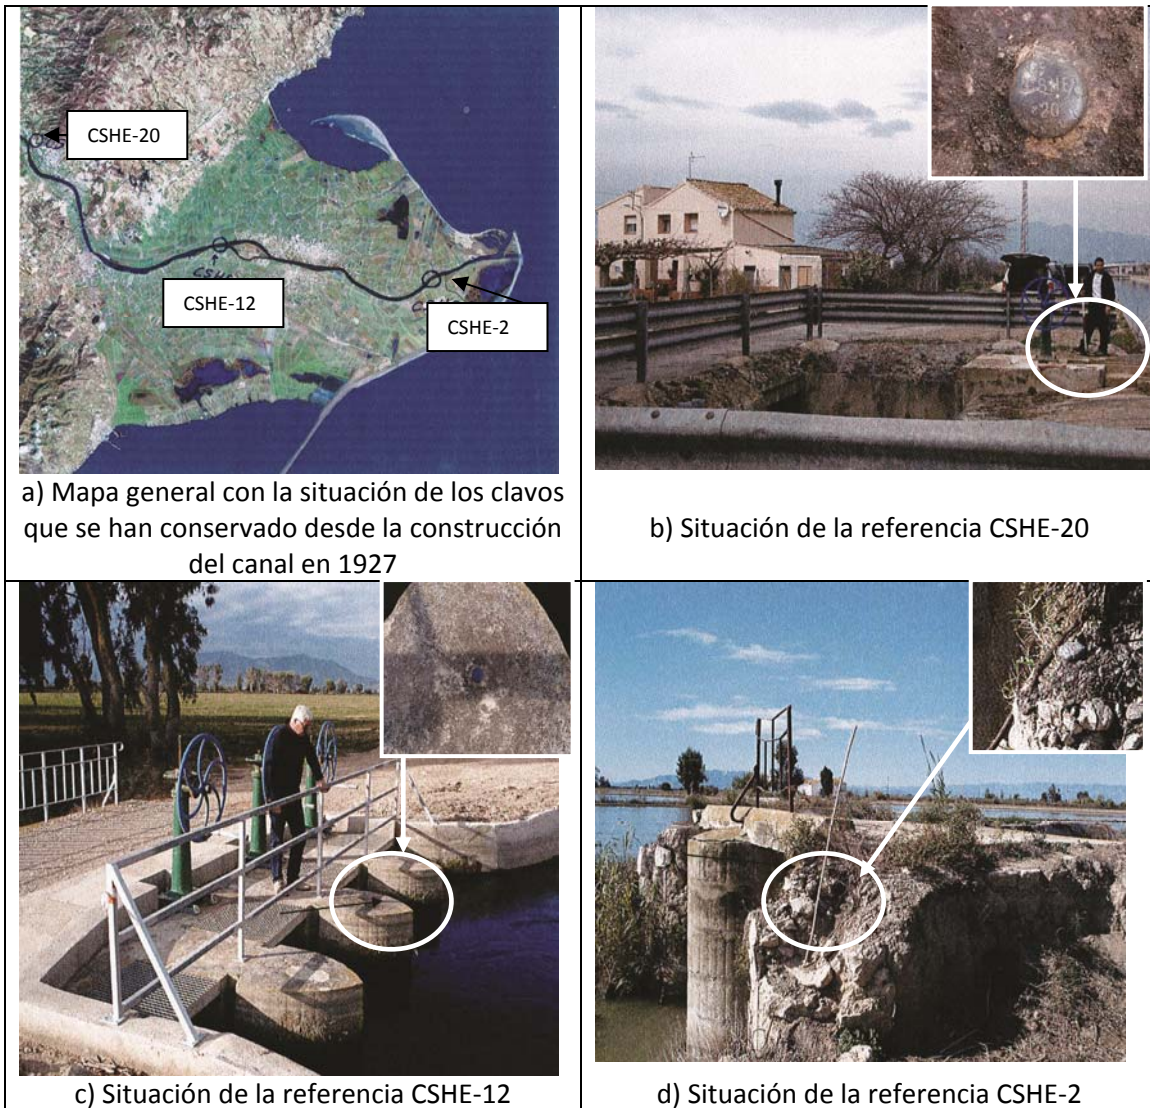 CSHE-20
CSHE-12
CSHE-2
a) Mapa general con la situación de los clavos
que se han conservado desde la construcción
del canal en 1927
b) Situación de la referencia CSHE-20
c) Situación de la referencia CSHE-12
d) Situación de la referencia CSHE-2